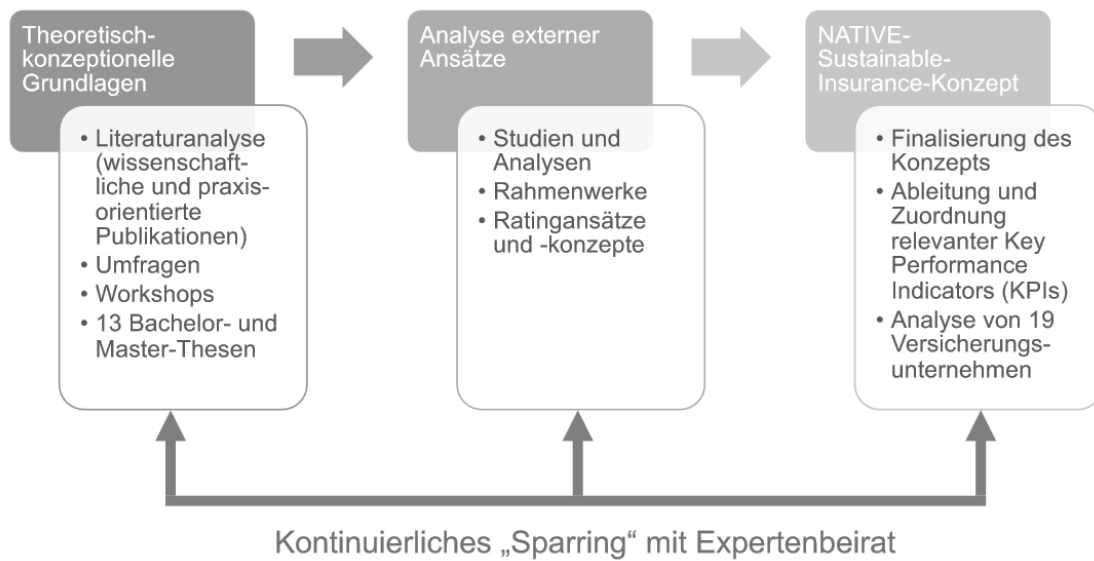 Theoretisch-
konzeptionelle
Grundlagen
• Literaturanalyse
(wissenschaft-
liche und praxis-
orientierte
Publikationen)
• Umfragen
• Workshops
• 13 Bachelor- und
Master-Thesen
Analyse externer
Ansätze
• Studien und
Analysen
• Rahmenwerke
• Ratingansätze
und -konzepte
NATIVE-
Sustainable-
Insurance-Konzept
• Finalisierung des
Konzepts
• Ableitung und
Zuordnung
relevanter Key
Performance
Indicators (KPIs)
• Analyse von 19
Versicherungs-
unternehmen
Kontinuierliches „Sparring“ mit Expertenbeirat